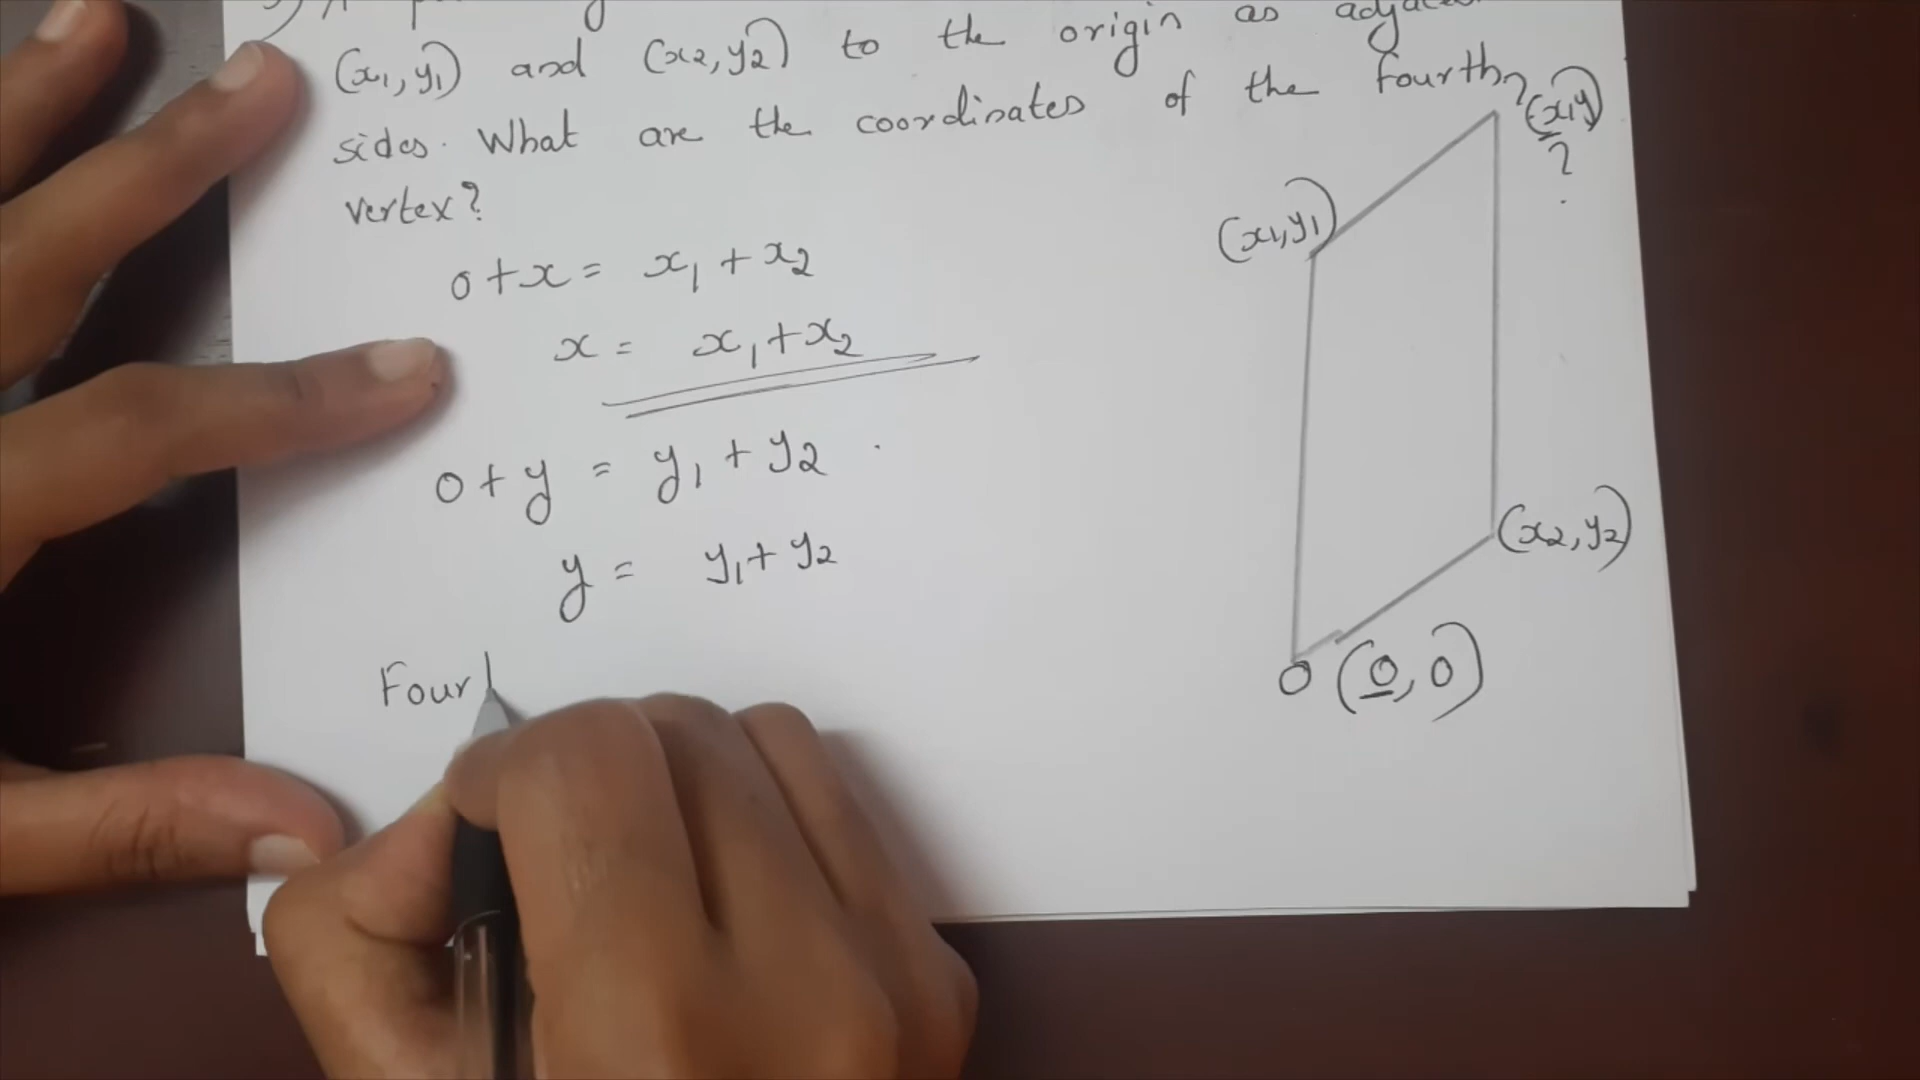 (x1, y1) and (x2, y2) to the origin as
sides. What are the coordinates of the fourth
vertex?
0+x = x1 + x2
x = x1 + x2
0 + y = y1 + y2
y = y1 + y2
Four
(x, y)
?
(x1, y1)
(x2, y2)
O (0, 0)